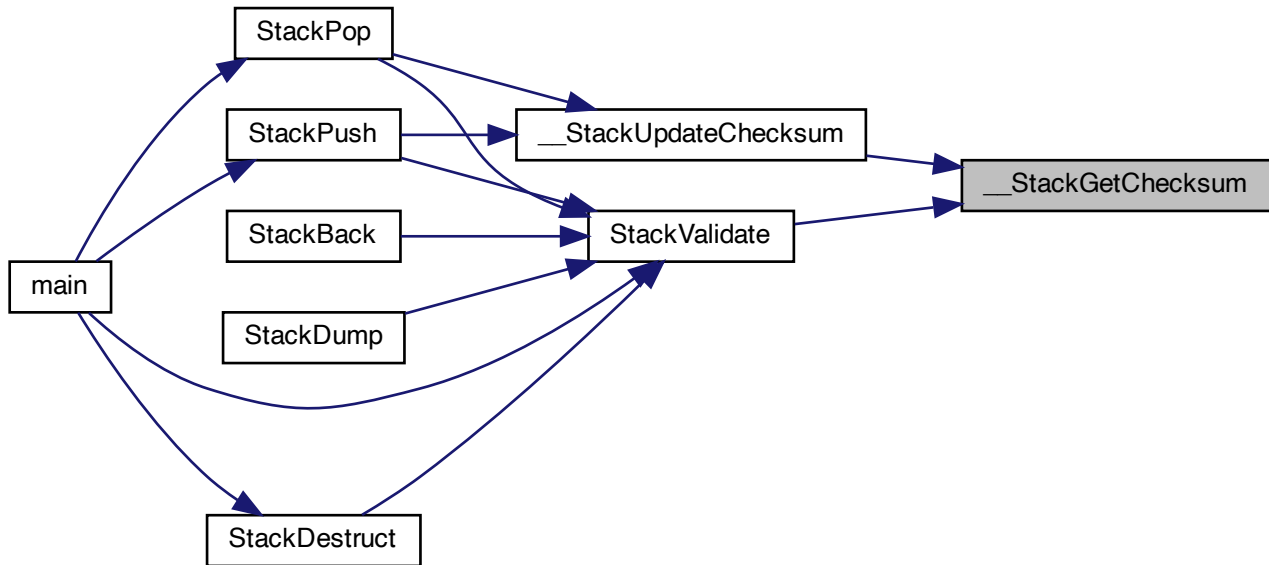 StackPop
StackPush
__StackUpdateChecksum
__StackGetChecksum
StackBack
StackValidate
main
StackDump
StackDestruct